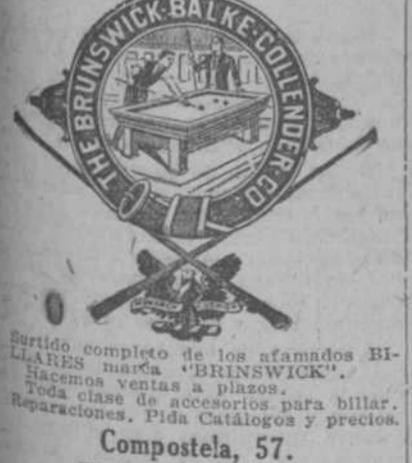 THE BRUNSWICK-BALKE-COLLENDER-CO
Surtido completo de los afamados BI-
LLARES marca "BRINSWICK".
Hacemos ventas a plazos.
Toda clase de accesorios para billar.
Reparaciones. Pida Catálogos y precios.
Compostela, 57.